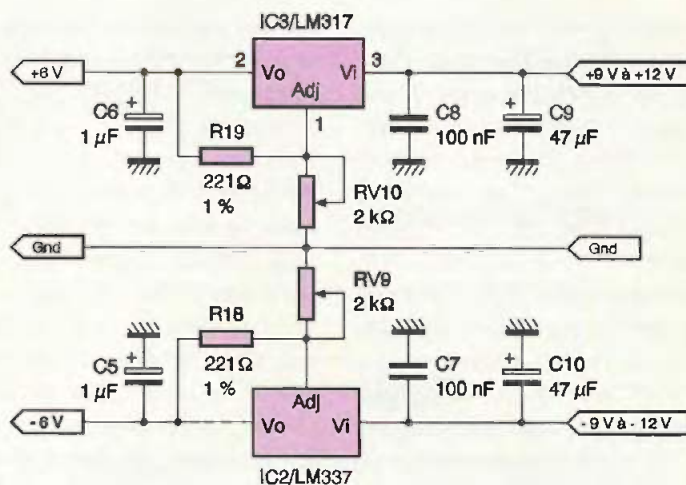 IC3/LM317
+6 V
2
Vo
Vi
3
+9 V à +12 V
Adj
1
C6
1 µF
+
R19
221Ω
1 %
C8
100 nF
+
C9
47 µF
RV10
2 kΩ
Gnd
Gnd
RV9
2 kΩ
R18
221Ω
1 %
C5
1 µF
+
C7
100 nF
+
C10
47 µF
Adj
Vo
Vi
- 6 V
- 9 V à - 12 V
IC2/LM337